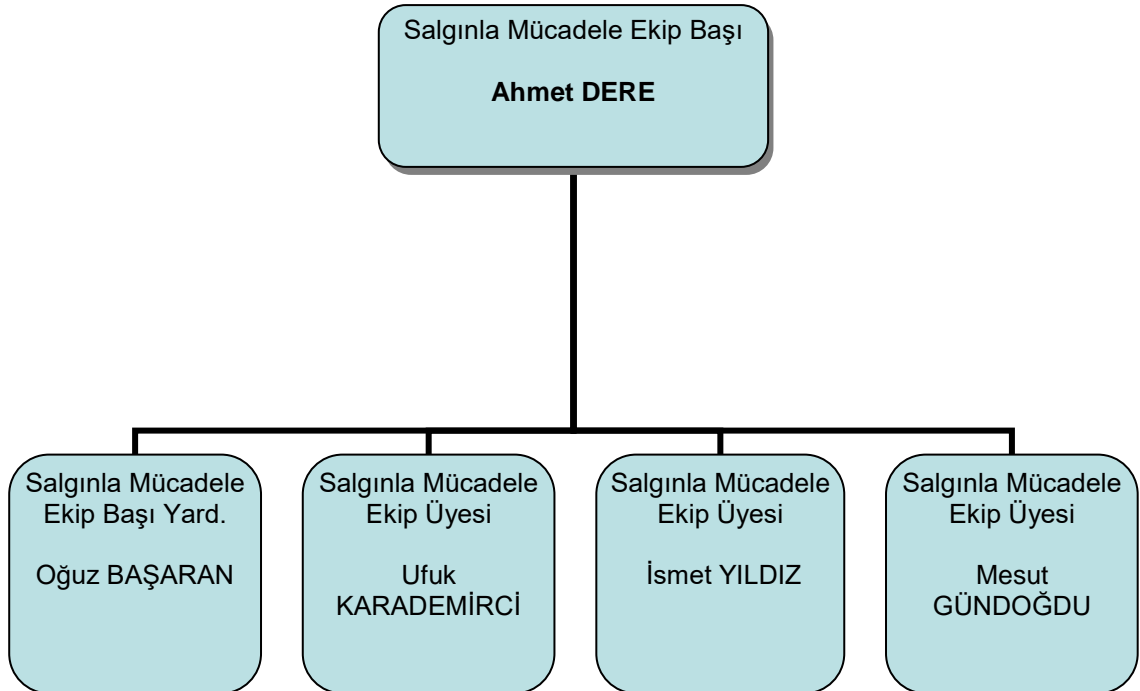 Salgınla Mücadele Ekip Başı
Ahmet DERE
Salgınla Mücadele
Ekip Başı Yard.
Oğuz BAŞARAN
Salgınla Mücadele
Ekip Üyesi
Ufuk
KARADEMİRCİ
Salgınla Mücadele
Ekip Üyesi
İsmet YILDIZ
Salgınla Mücadele
Ekip Üyesi
Mesut
GÜNDOĞDU